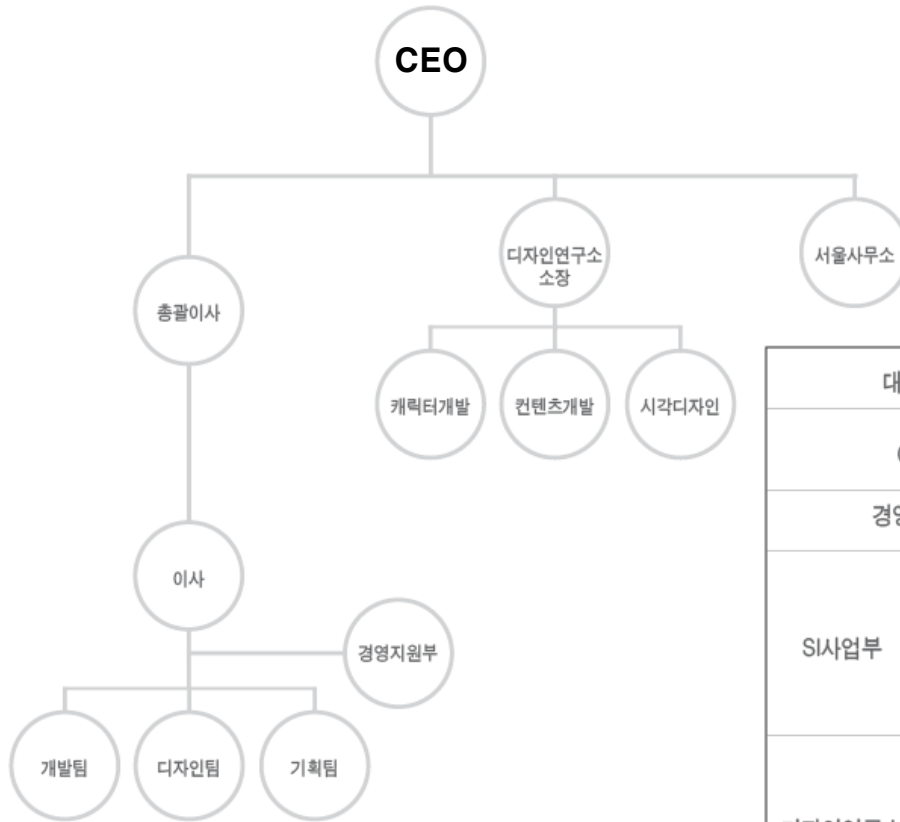 CEO
디자인연구소
소장
서울사무소
총괄이사
캐릭터개발
컨텐츠개발
시각디자인
이사
경영지원부
개발팀
디자인팀
기획팀
SI사업부